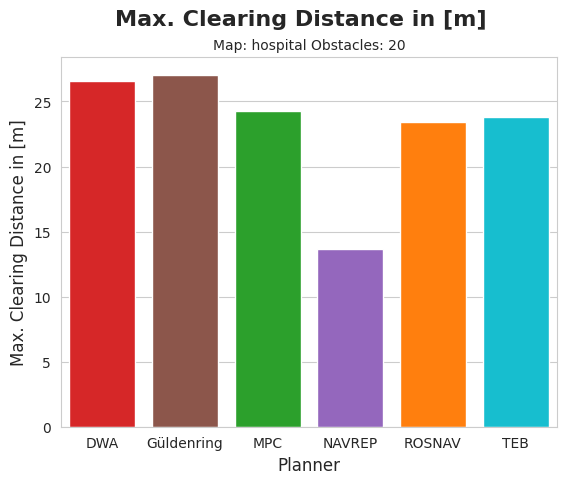 Max. Clearing Distance in [m]
Map: hospital Obstacles: 20
Max. Clearing Distance in [m]
25
20
15
10
5
0
DWA Güldenring MPC NAVREP ROSNAV TEB
Planner